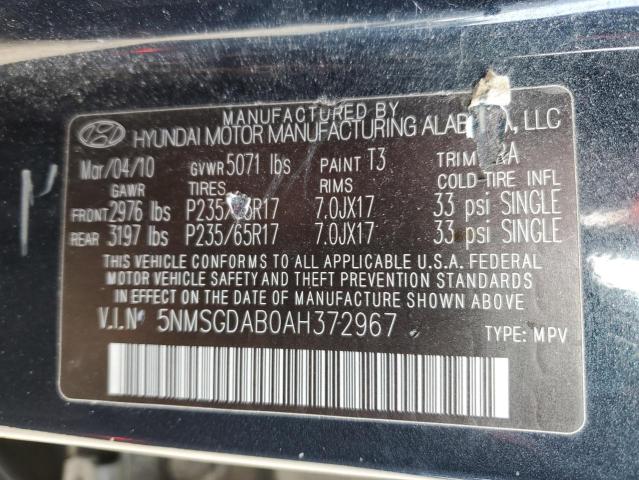 MANUFACTURED BY
HYUNDAI MOTOR MANUFACTURING LLC
Mar/04/10 GVWR 5071 lbs PAINT T3 TRIM
GAWR TIRES RIMS COLD TIRE INFL
FRONT 2976 lbs 7.0JX17 33 psi SINGLE
REAR 3197 lbs P235/65R17 7.0JX17 33 psi SINGLE
THIS VEHICLE CONFORMS TO ALL APPLICABLE U.S.A. FEDERAL
MOTOR VEHICLE SAFETY AND THEFT PREVENTION STANDARDS
IN EFFECT ON THE DATE OF MANUFACTURE SHOWN ABOVE.
V.I.Nº 5NMSGDAB0AH372967 TYPE: MPV